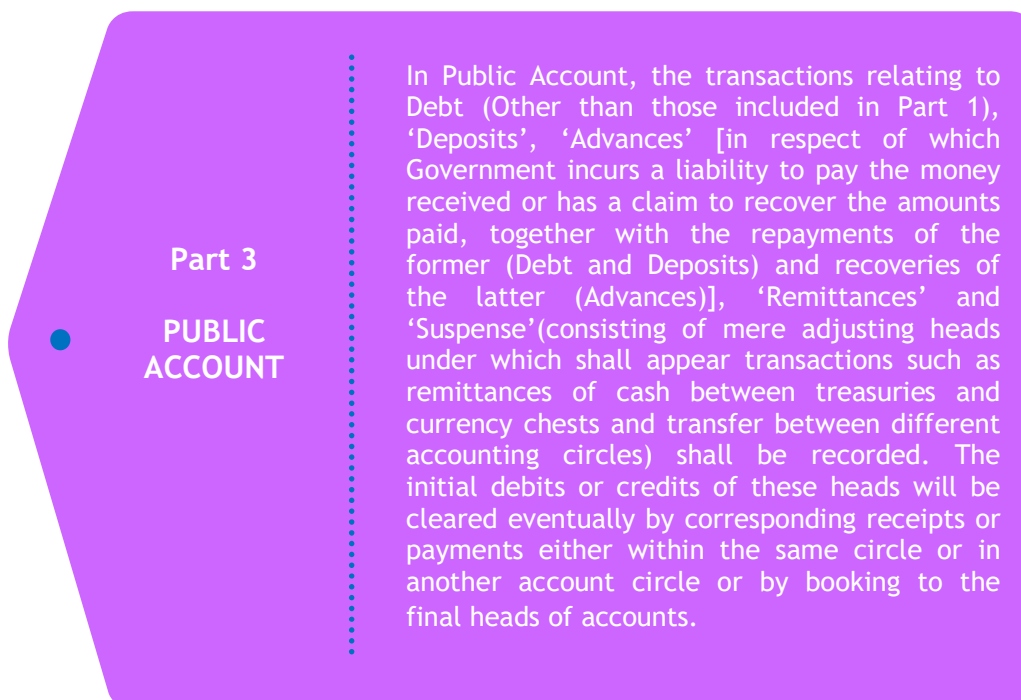 Part 3
PUBLIC
ACCOUNT
In Public Account, the transactions relating to
Debt (Other than those included in Part 1),
‘Deposits’, ‘Advances’ [in respect of which
Government incurs a liability to pay the money
received or has a claim to recover the amounts
paid, together with the repayments of the
former (Debt and Deposits) and recoveries of
the latter (Advances)], ‘Remittances’ and
‘Suspense’(consisting of mere adjusting heads
under which shall appear transactions such as
remittances of cash between treasuries and
currency chests and transfer between different
accounting circles) shall be recorded. The
initial debits or credits of these heads will be
cleared eventually by corresponding receipts or
payments either within the same circle or in
another account circle or by booking to the
final heads of accounts.